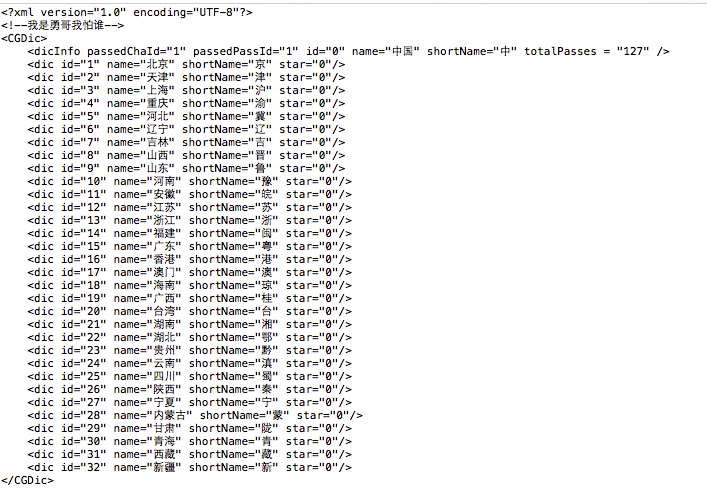 <?xml version="1.0" encoding="UTF-8"?>
<!--我是勇哥我怕谁-->
<CGDic>
    <dicInfo passedChaId="1" passedPassId="1" id="0" name="中国" shortName="中" totalPasses = "127" />
    <dic id="1" name="北京" shortName="京" star="0"/>
    <dic id="2" name="天津" shortName="津" star="0"/>
    <dic id="3" name="上海" shortName="沪" star="0"/>
    <dic id="4" name="重庆" shortName="渝" star="0"/>
    <dic id="5" name="河北" shortName="冀" star="0"/>
    <dic id="6" name="辽宁" shortName="辽" star="0"/>
    <dic id="7" name="吉林" shortName="吉" star="0"/>
    <dic id="8" name="山西" shortName="晋" star="0"/>
    <dic id="9" name="山东" shortName="鲁" star="0"/>
    <dic id="10" name="河南" shortName="豫" star="0"/>
    <dic id="11" name="安徽" shortName="皖" star="0"/>
    <dic id="12" name="江苏" shortName="苏" star="0"/>
    <dic id="13" name="浙江" shortName="浙" star="0"/>
    <dic id="14" name="福建" shortName="闽" star="0"/>
    <dic id="15" name="广东" shortName="粤" star="0"/>
    <dic id="16" name="香港" shortName="港" star="0"/>
    <dic id="17" name="澳门" shortName="澳" star="0"/>
    <dic id="18" name="海南" shortName="琼" star="0"/>
    <dic id="19" name="广西" shortName="桂" star="0"/>
    <dic id="20" name="台湾" shortName="台" star="0"/>
    <dic id="21" name="湖南" shortName="湘" star="0"/>
    <dic id="22" name="湖北" shortName="鄂" star="0"/>
    <dic id="23" name="贵州" shortName="黔" star="0"/>
    <dic id="24" name="云南" shortName="滇" star="0"/>
    <dic id="25" name="四川" shortName="蜀" star="0"/>
    <dic id="26" name="陕西" shortName="秦" star="0"/>
    <dic id="27" name="宁夏" shortName="宁" star="0"/>
    <dic id="28" name="内蒙古" shortName="蒙" star="0"/>
    <dic id="29" name="甘肃" shortName="陇" star="0"/>
    <dic id="30" name="青海" shortName="青" star="0"/>
    <dic id="31" name="西藏" shortName="藏" star="0"/>
    <dic id="32" name="新疆" shortName="新" star="0"/>
</CGDic>